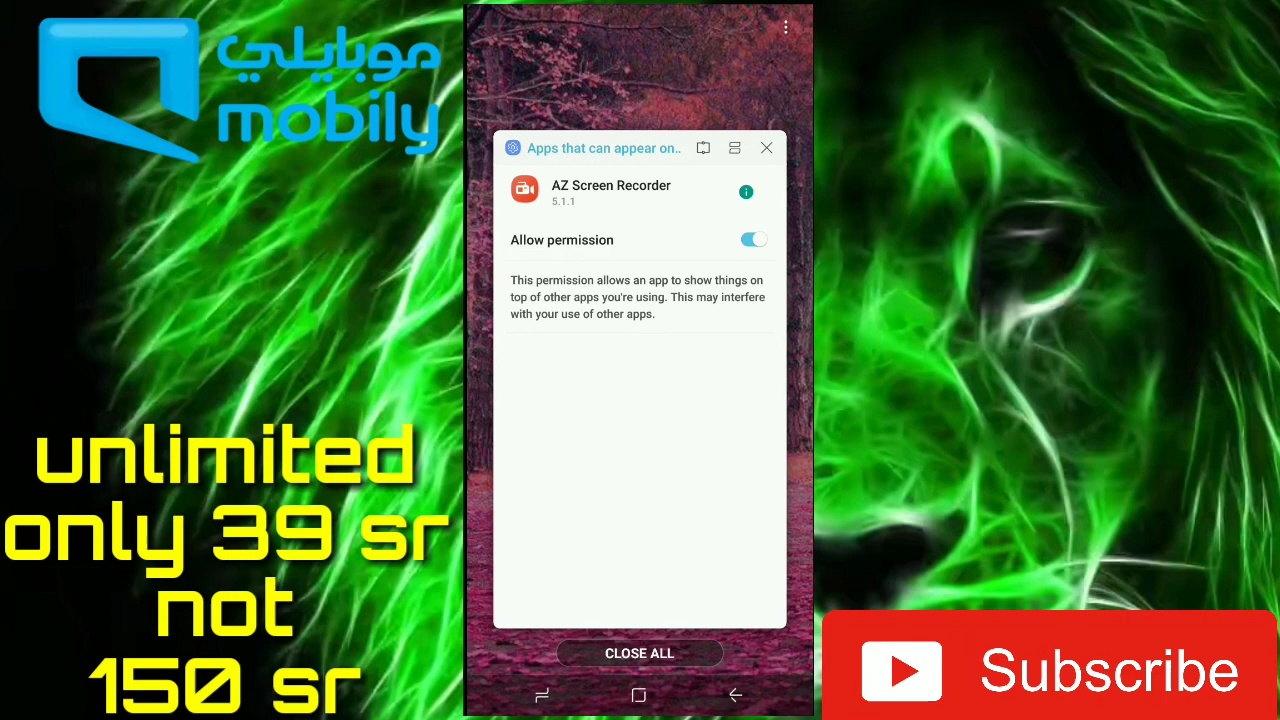 موبايلي
mobily
Apps that can appear on..
AZ Screen Recorder
5.1.1
Allow permission
This permission allows an app to show things on
top of other apps you're using. This may interfere
with your use of other apps.
CLOSE ALL
unlimited
only 39 sr
not
150 sr
Subscribe